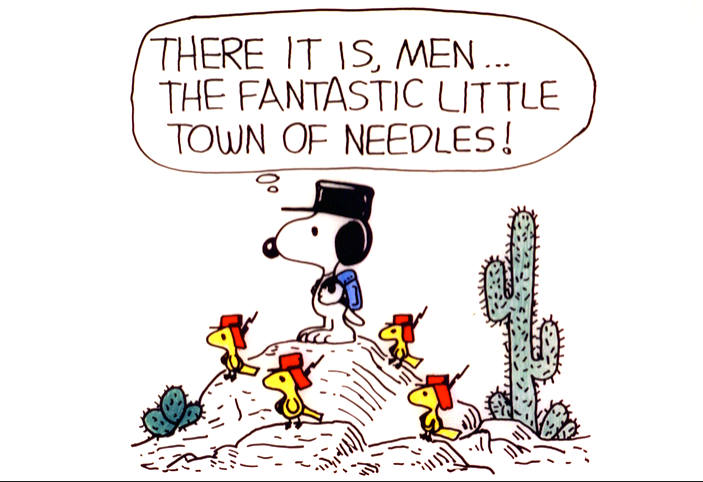 THERE IT IS, MEN...
THE FANTASTIC LITTLE
TOWN OF NEEDLES!